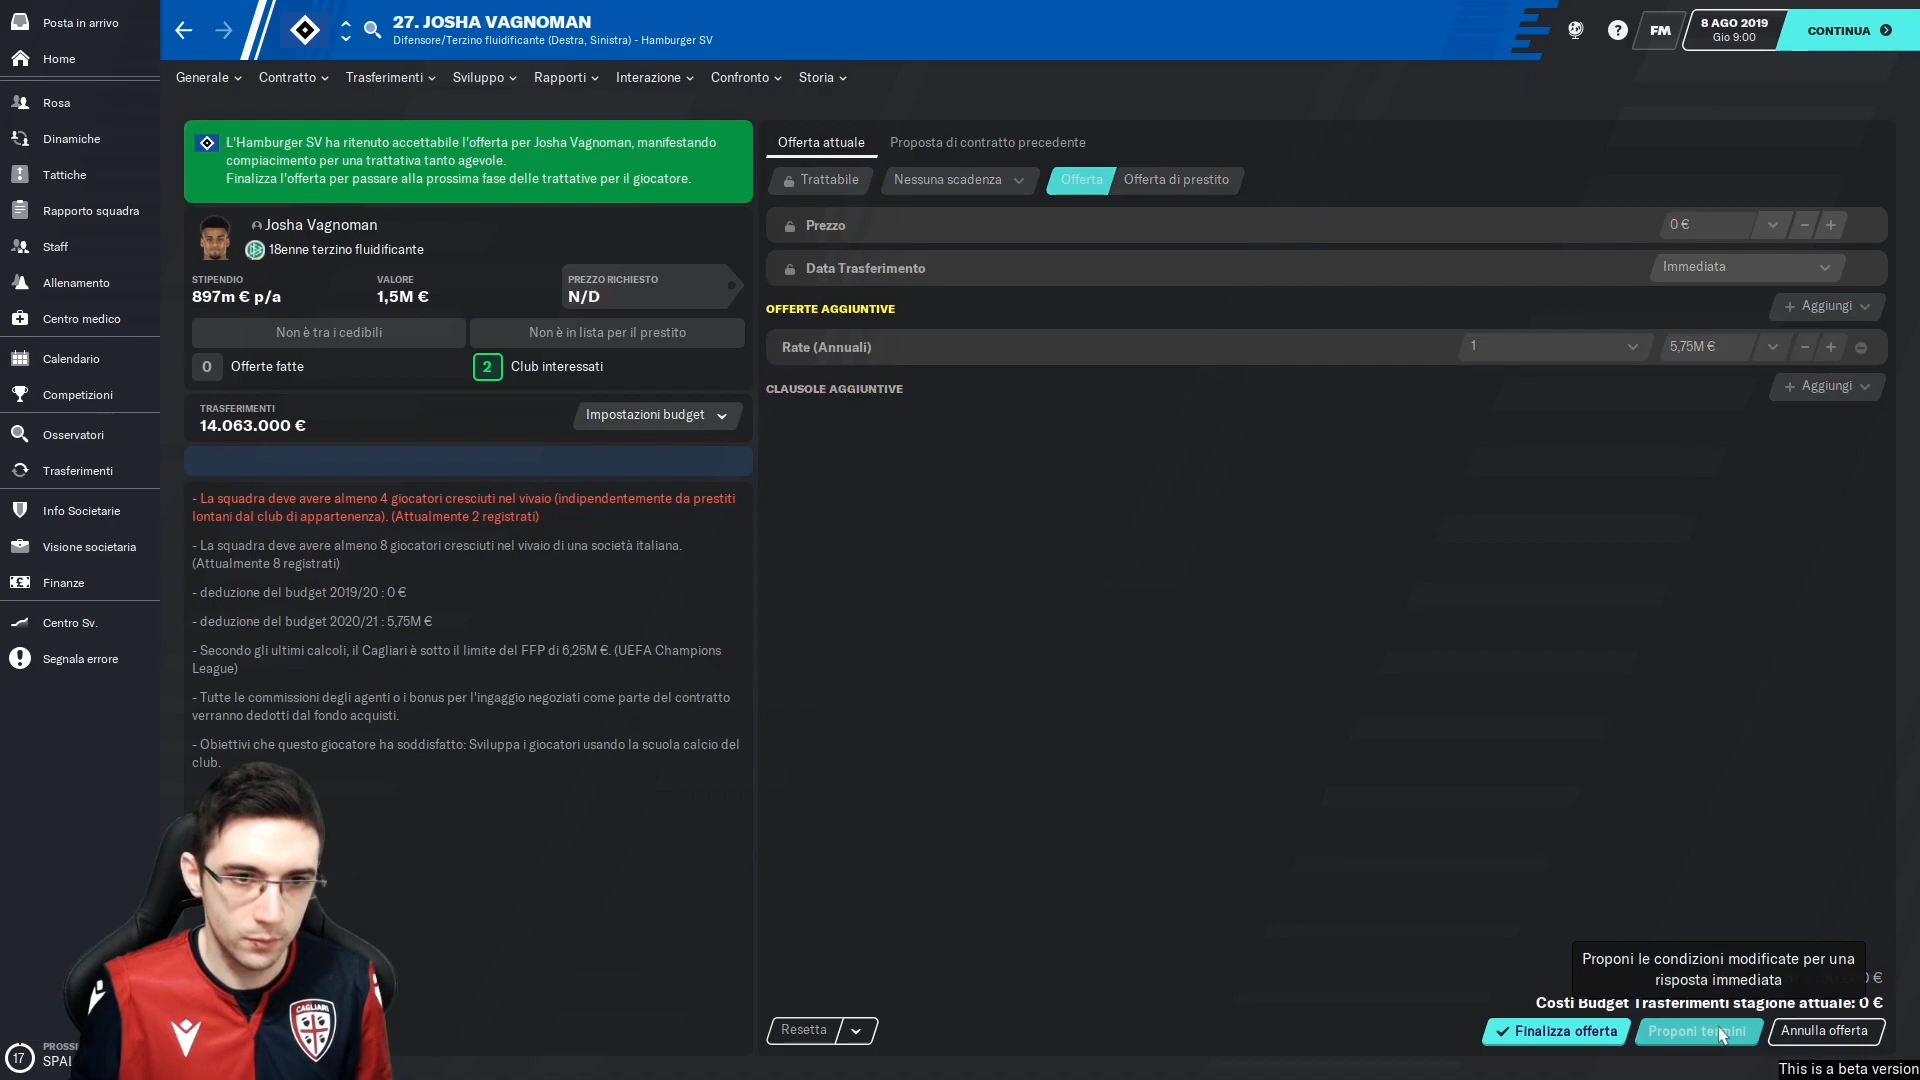 Posta in arrivo
Home
Rosa
Dinamiche
Tattiche
Rapporto squadra
Staff
Allenamento
Centro medico
Calendario
Competizioni
Osservatori
Trasferimenti
Info Societarie
Visione societaria
Finanze
Centro Sv.
Segnala errore
17
PROSSI
SPAL
27. JOSHA VAGNOMAN
Difensore/Terzino fluidificante (Destra, Sinistra) - Hamburger SV
?
FM
8 AGO 2019
Gio 9:00
CONTINUA
Generale
Contratto
Trasferimenti
Sviluppo
Rapporti
Interazione
Confronto
Storia
L'Hamburger SV ha ritenuto accettabile l'offerta per Josha Vagnoman, manifestando
compiacimento per una trattativa tanto agevole.
Finalizza l'offerta per passare alla prossima fase delle trattative per il giocatore.
Josha Vagnoman
18enne terzino fluidificante
STIPENDIO
897m € p/a
VALORE
1,5M €
PREZZO RICHIESTO
N/D
Non è tra i cedibili
Non è in lista per il prestito
0 Offerte fatte
2 Club interessati
TRASFERIMENTI
14.063.000 €
Impostazioni budget
- La squadra deve avere almeno 4 giocatori cresciuti nel vivaio (indipendentemente da prestiti
lontani dal club di appartenenza). (Attualmente 2 registrati)
- La squadra deve avere almeno 8 giocatori cresciuti nel vivaio di una società italiana.
(Attualmente 8 registrati)
- deduzione del budget 2019/20 : 0 €
- deduzione del budget 2020/21 : 5,75M €
- Secondo gli ultimi calcoli, il Cagliari è sotto il limite del FFP di 6,25M €. (UEFA Champions
League)
- Tutte le commissioni degli agenti o i bonus per l'ingaggio negoziati come parte del contratto
verranno dedotti dal fondo acquisti.
- Obiettivi che questo giocatore ha soddisfatto: Sviluppa i giocatori usando la scuola calcio del
club.
CAGLIARI
Offerta attuale
Proposta di contratto precedente
Trattabile
Nessuna scadenza
Offerta
Offerta di prestito
Prezzo
0 €
Data Trasferimento
Immediata
OFFERTE AGGIUNTIVE
+ Aggiungi
Rate (Annuali)
1
5,75M €
CLAUSOLE AGGIUNTIVE
+ Aggiungi
Proponi le condizioni modificate per una
risposta immediata
0 €
Costi Budget Trasferimenti stagione attuale: 0 €
Resetta
Finalizza offerta
Proponi termini
Annulla offerta
This is a beta version